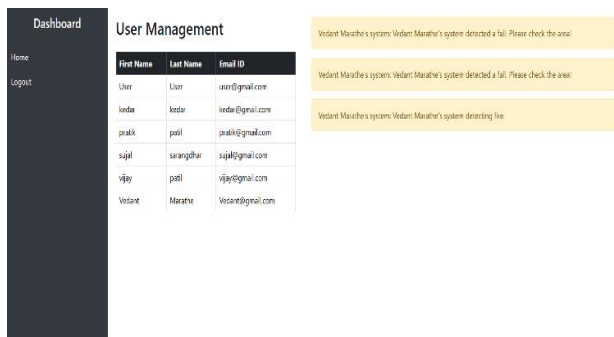 Dashboard
Home
Logout
User Management
First Name Last Name Email ID
User User user@gmail.com
kedar kedar kedar@gmail.com
pratik patil pratik@gmail.com
sujal sarangdhar sujal@gmail.com
vijay patil vijay@gmail.com
Vedant Marathe Vedant@gmail.com
Vedant Marathe's system: Vedant Marathe's system detected a fall. Please check the area!
Vedant Marathe's system: Vedant Marathe's system detected a fall. Please check the area!
Vedant Marathe's system: Vedant Marathe's system detecting fire.